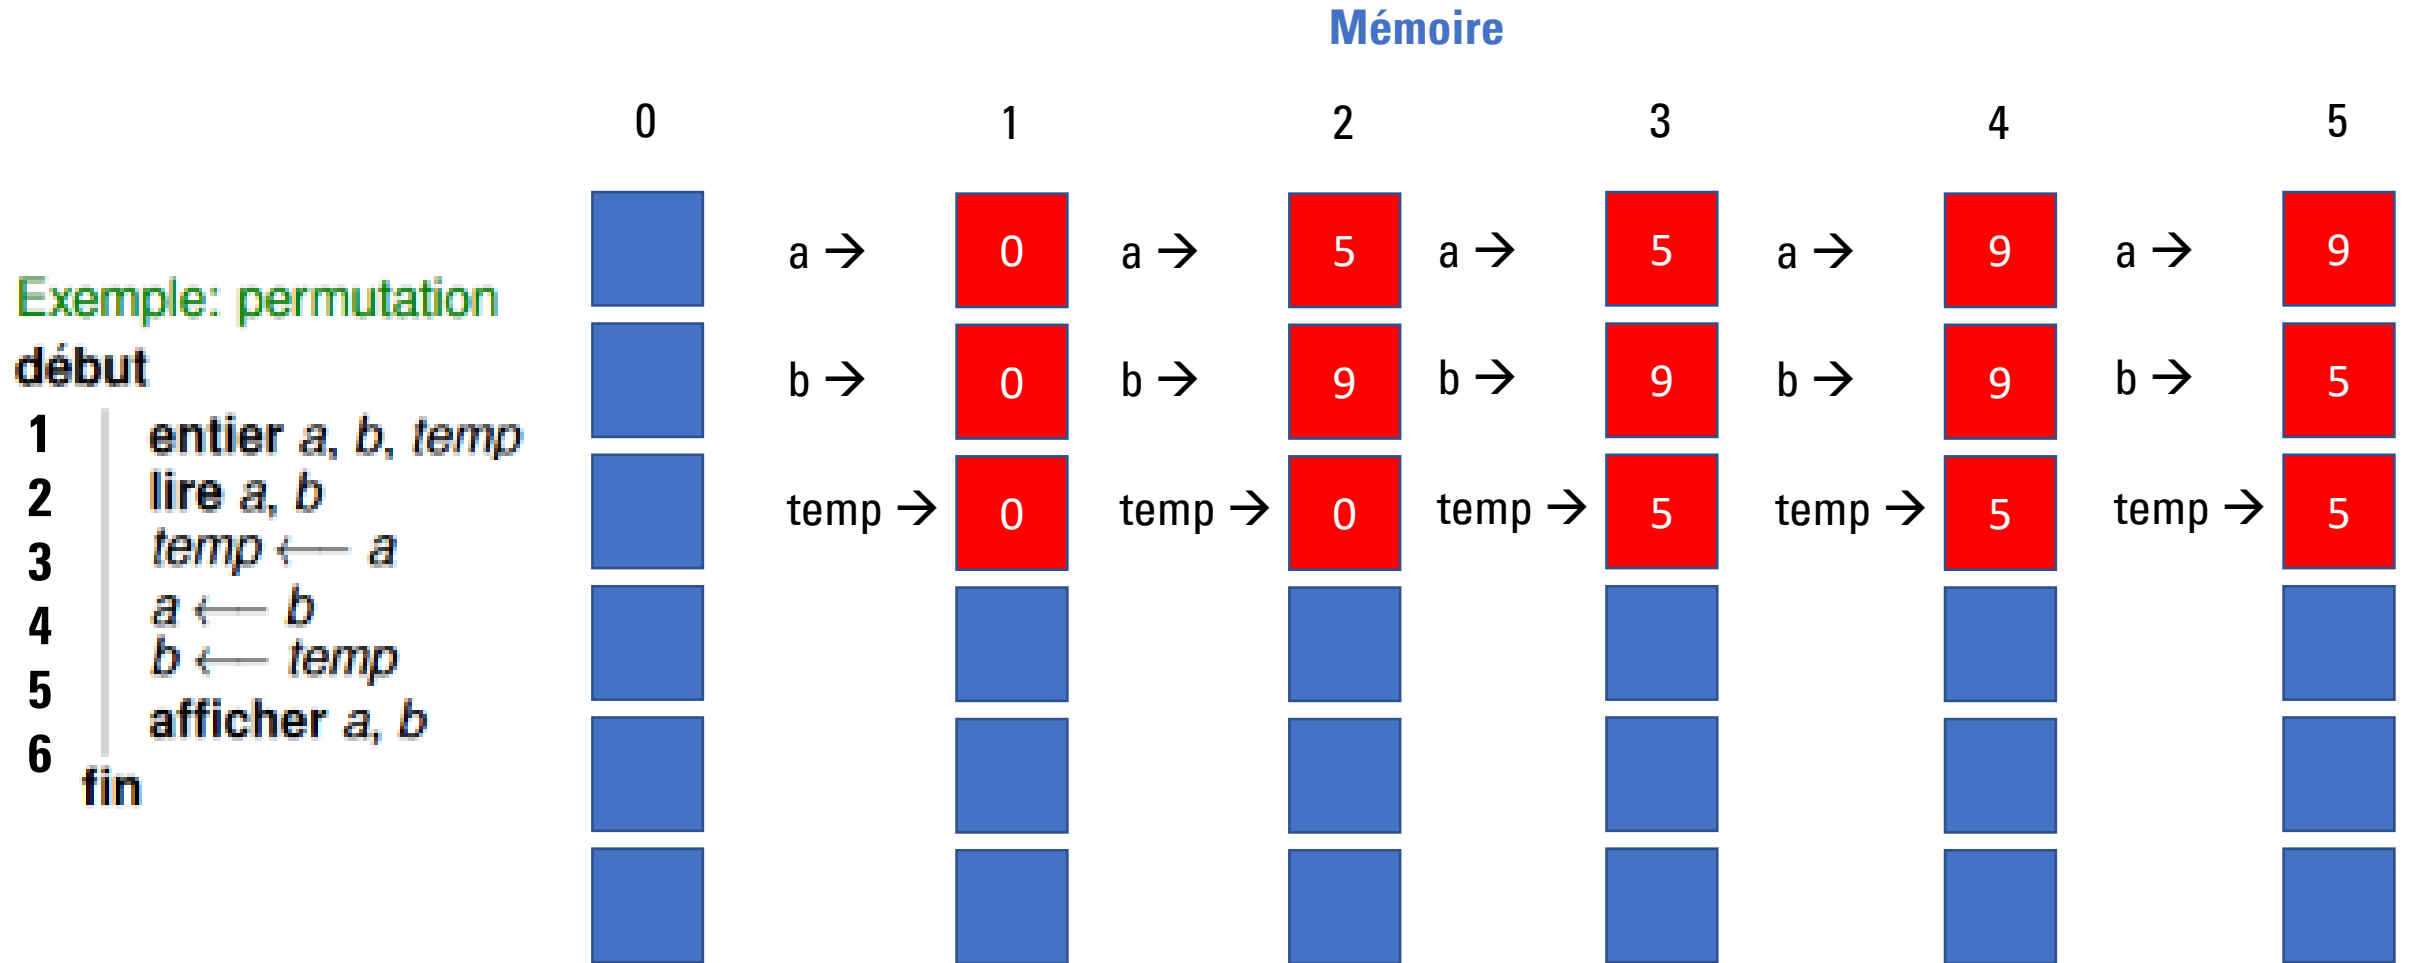 Mémoire
0 1 2 3 4 5
Exemple: permutation
début
1 entier a, b, temp
2 lire a, b
3 temp ⟵ a
4 a ⟵ b
5 b ⟵ temp
6 afficher a, b
fin
a → 0 a → 5 a → 5 a → 9 a → 9
b → 0 b → 9 b → 9 b → 9 b → 5
temp → 0 temp → 0 temp → 5 temp → 5 temp → 5